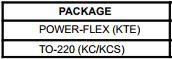 PACKAGE
POWER-FLEX (KTE)
TO-220 (KC/KCS)